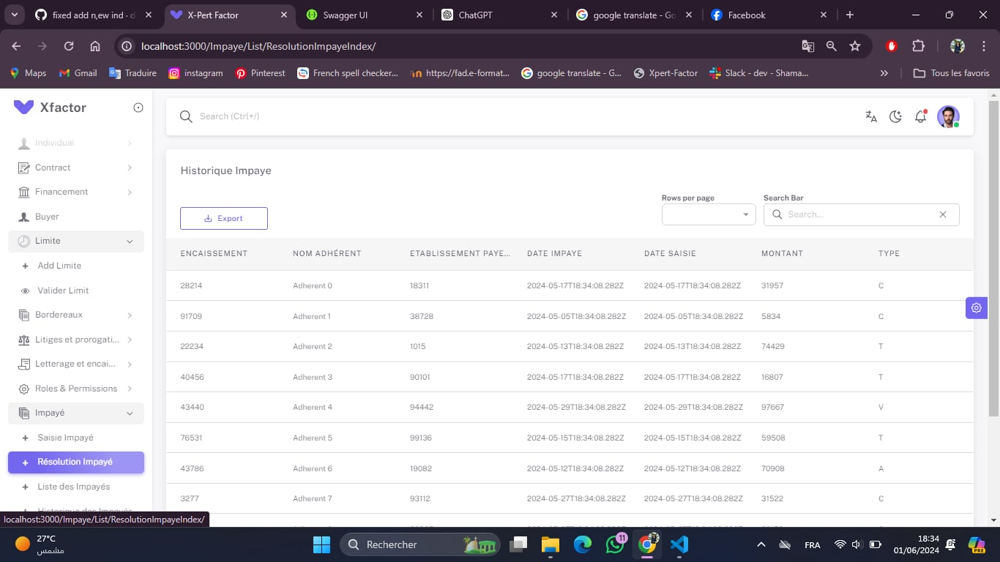 fixed add n,ew ind · d
X-Pert Factor
Swagger UI
ChatGPT
google translate - Go
Facebook
localhost:3000/Impaye/List/ResolutionImpayeIndex/
Maps
Gmail
Traduire
instagram
Pinterest
French spell checker...
https://fad.e-format...
google translate - G...
Xpert-Factor
Slack - dev - Shama...
Tous les favoris
Xfactor
Search (Ctrl+/)
Individual
Contract
Financement
Buyer
Limite
Add Limite
Valider Limit
Bordereaux
Litiges et prorogati...
Letterage et encai...
Roles & Permissions
Impayé
Saisie Impayé
Résolution Impayé
Liste des Impayés
Historique des Impayés
Historique Impaye
Rows per page
Search Bar
Export
Search...
ENCAISSEMENT NOM ADHÉRENT ETABLISSEMENT PAYE... DATE IMPAYE DATE SAISIE MONTANT TYPE
28214 Adherent 0 18311 2024-05-17T18:34:08.282Z 2024-05-17T18:34:08.282Z 31957 C
91709 Adherent 1 38728 2024-05-05T18:34:08.282Z 2024-05-05T18:34:08.282Z 5834 C
22234 Adherent 2 1015 2024-05-13T18:34:08.282Z 2024-05-13T18:34:08.282Z 74429 T
40456 Adherent 3 90101 2024-05-17T18:34:08.282Z 2024-05-17T18:34:08.282Z 16807 T
43440 Adherent 4 94442 2024-05-29T18:34:08.282Z 2024-05-29T18:34:08.282Z 97667 V
76531 Adherent 5 99136 2024-05-15T18:34:08.282Z 2024-05-15T18:34:08.282Z 59508 T
43786 Adherent 6 19082 2024-05-12T18:34:08.282Z 2024-05-12T18:34:08.282Z 70908 A
3277 Adherent 7 93112 2024-05-27T18:34:08.282Z 2024-05-27T18:34:08.282Z 31522 C
localhost:3000/Impaye/List/ResolutionImpayeIndex/
27°C
مشمس
Rechercher
11
FRA
18:34
01/06/2024
PRE